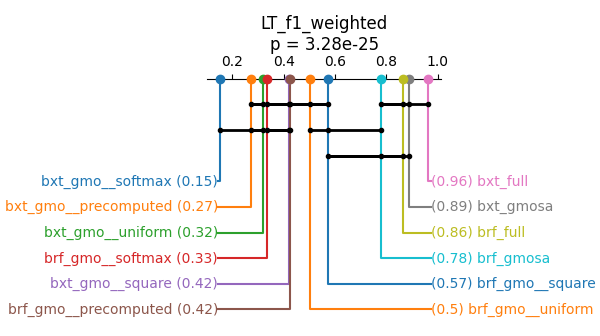 LT_f1_weighted
p = 3.28e-25
0.2 0.4 0.6 0.8 1.0
bxt_gmo__softmax (0.15) (0.96) bxt_full
bxt_gmo__precomputed (0.27) (0.89) bxt_gmosa
bxt_gmo__uniform (0.32) (0.86) brf_full
brf_gmo__softmax (0.33) (0.78) brf_gmosa
bxt_gmo__square (0.42) (0.57) brf_gmo__square
brf_gmo__precomputed (0.42) (0.5) brf_gmo__uniform